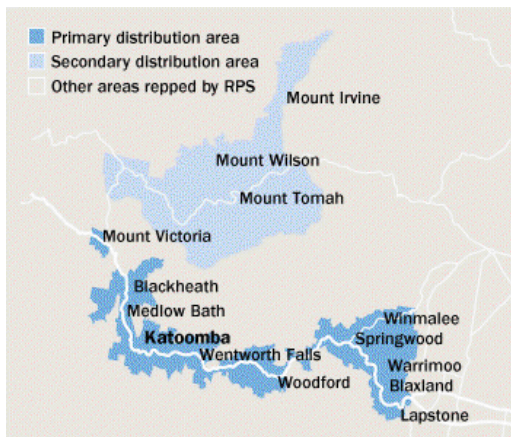 Primary distribution area
Secondary distribution area
Other areas repped by RPS
Mount Irvine
Mount Wilson
Mount Tomah
Mount Victoria
Blackheath
Medlow Bath
Katoomba
Wentworth Falls
Woodford
Winmalee
Springwood
Warrimoo
Blaxland
Lapstone